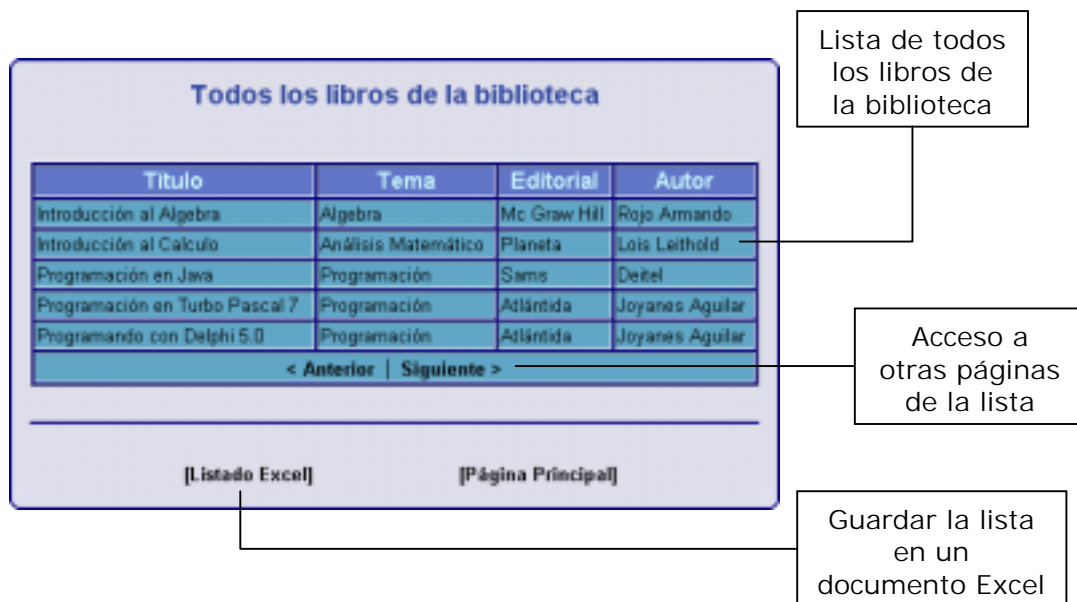 Lista de todos
los libros de
la biblioteca
Todos los libros de la biblioteca
Titulo Tema Editorial Autor
Introducción al Algebra Algebra Mc Graw Hill Rojo Armando
Introducción al Calculo Análisis Matemático Planeta Lois Leithold
Programación en Java Programación Sams Deitel
Programación en Turbo Pascal 7 Programación Atlántida Joyanes Aguilar
Programando con Delphi 5.0 Programación Atlántida Joyanes Aguilar
< Anterior | Siguiente >
Acceso a
otras páginas
de la lista
[Listado Excel] [Página Principal]
Guardar la lista
en un
documento Excel